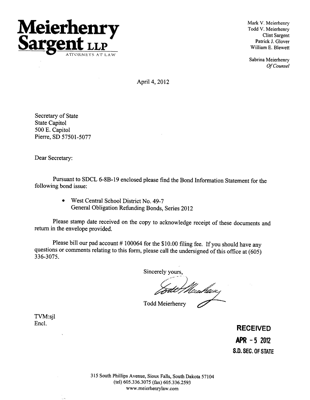 Meierhenry
Sargent LLP
ATTORNEYS AT LAW
Mark V. Meierhenry
Todd V. Meierhenry
Clint Sargent
Patrick J. Glover
William E. Blewett
Sabrina Meierhenry
Of Counsel
April 4, 2012
Secretary of State
State Capitol
500 E. Capitol
Pierre, SD 57501-5077
Dear Secretary:
Pursuant to SDCL 6-8B-19 enclosed please find the Bond Information Statement for
the following bond issue:
• West Central School District No. 49-7
General Obligation Refunding Bonds, Series 2012
Please stamp date received on the copy to acknowledge receipt of these documents and
return in the envelope provided.
Please bill our pad account # 100064 for the $10.00 filing fee. If you should have any
questions or comments relating to this form, please call the undersigned of this office at (605)
336-3075.
Sincerely yours,
Todd Meierhenry
Todd Meierhenry
TVM:sjl
Encl.
RECEIVED
APR - 5 2012
S.D. SEC. OF STATE
315 South Phillips Avenue, Sioux Falls, South Dakota 57104
(tel) 605.336.3075 (fax) 605.336.2593
www.meierhenrylaw.com